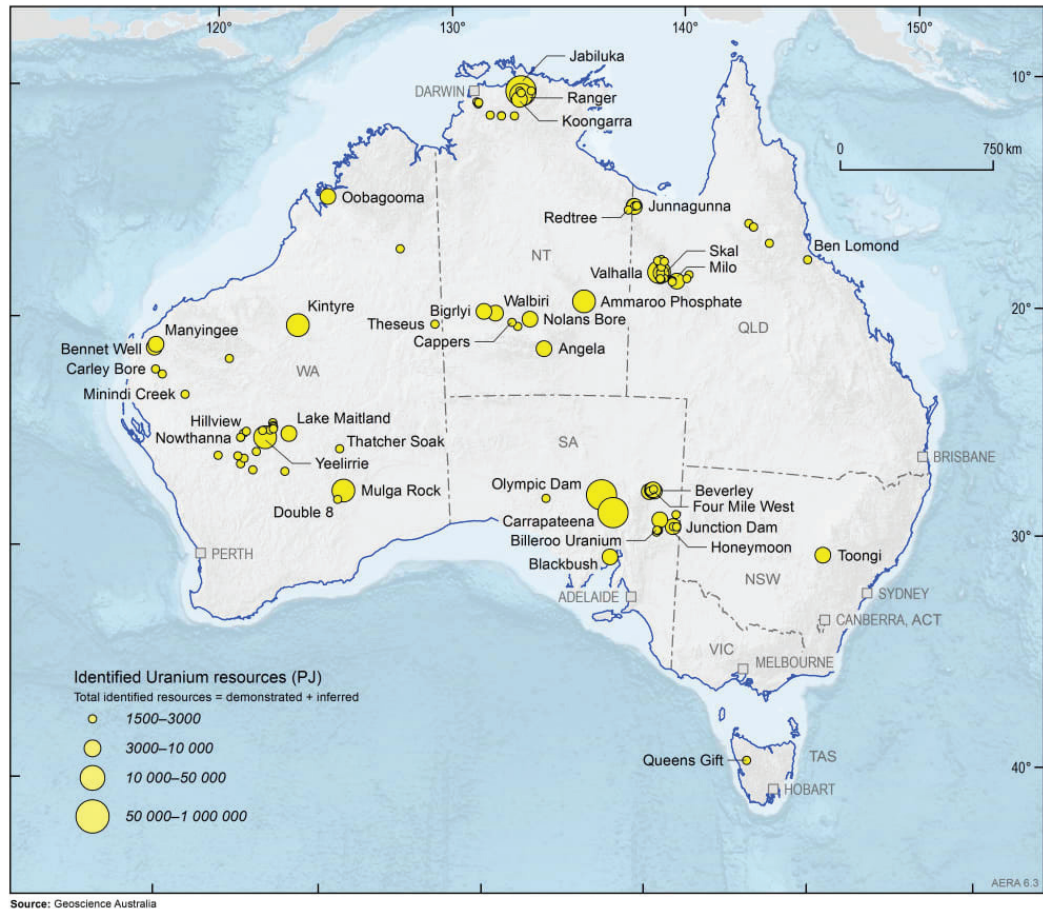 120°
130°
140°
150°
Jabiluka
10°
10°
DARWIN
Ranger
Koongarra
0
750 km
Oobagooma
Redtree
Junnagunna
NT
Skal
Ben Lomond
Valhalla
Milo
Kintyre
Bigrlyi
Walbiri
Ammaroo Phosphate
20°
20°
Theseus
Nolans Bore
QLD
Manyingee
Cappers
Bennet Well
Angela
Carley Bore
WA
Minindi Creek
Hillview
Lake Maitland
Nowthanna
SA
Thatcher Soak
BRISBANE
Yeelirrie
Olympic Dam
Beverley
Mulga Rock
Four Mile West
Double 8
Carrapateena
Junction Dam
Billeroo Uranium
Honeymoon
30°
30°
PERTH
Blackbush
Toongi
NSW
ADELAIDE
SYDNEY
CANBERRA, ACT
VIC
MELBOURNE
Identified Uranium resources (PJ)
Total identified resources = demonstrated + inferred
1500–3000
3000–10 000
10 000–50 000
50 000–1 000 000
Queens Gift
TAS
40°
40°
HOBART
AERA 6.3
Source: Geoscience Australia